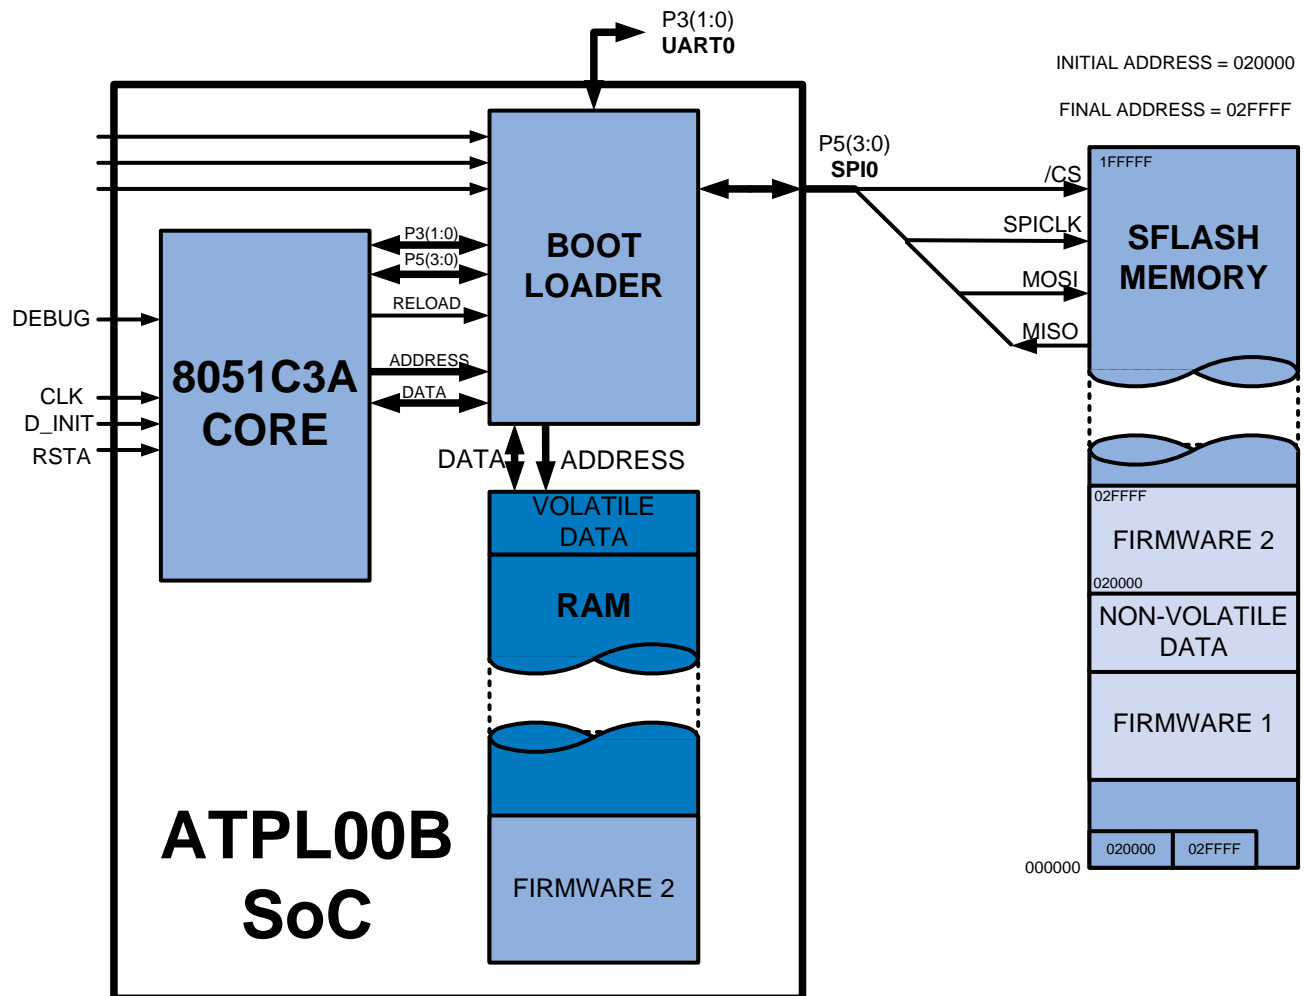 P3(1:0)
UART0
INITIAL ADDRESS = 020000
FINAL ADDRESS = 02FFFF
P5(3:0)
SPI0
/CS
SPICLK
MOSI
MISO
1FFFFF
SFLASH
MEMORY
BOOT
LOADER
P3(1:0)
P5(3:0)
RELOAD
ADDRESS
DATA
DEBUG
CLK
D_INIT
RSTA
8051C3A
CORE
DATA
ADDRESS
VOLATILE
DATA
RAM
FIRMWARE 2
02FFFF
FIRMWARE 2
020000
NON-VOLATILE
DATA
FIRMWARE 1
020000
02FFFF
000000
ATPL00B
SoC